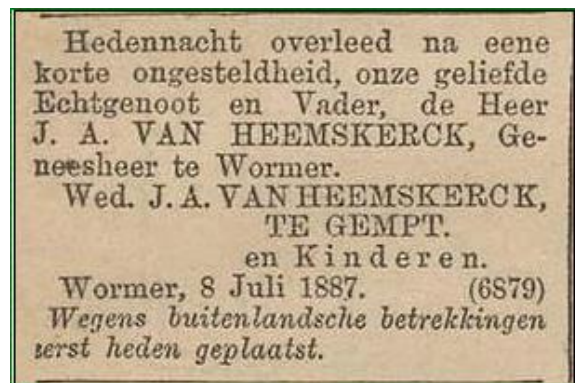 Hedennacht overleed na eene
korte ongesteldheid, onze geliefde
Echtgenoot en Vader, de Heer
J. A. VAN HEEMSKERCK, Ge-
neesheer te Wormer.
Wed. J. A. VAN HEEMSKERCK,
TE GEMPT.
en Kinderen.
Wormer, 8 Juli 1887. (6879)
Wegens buitenlandsche betrekkingen
eerst heden geplaatst.